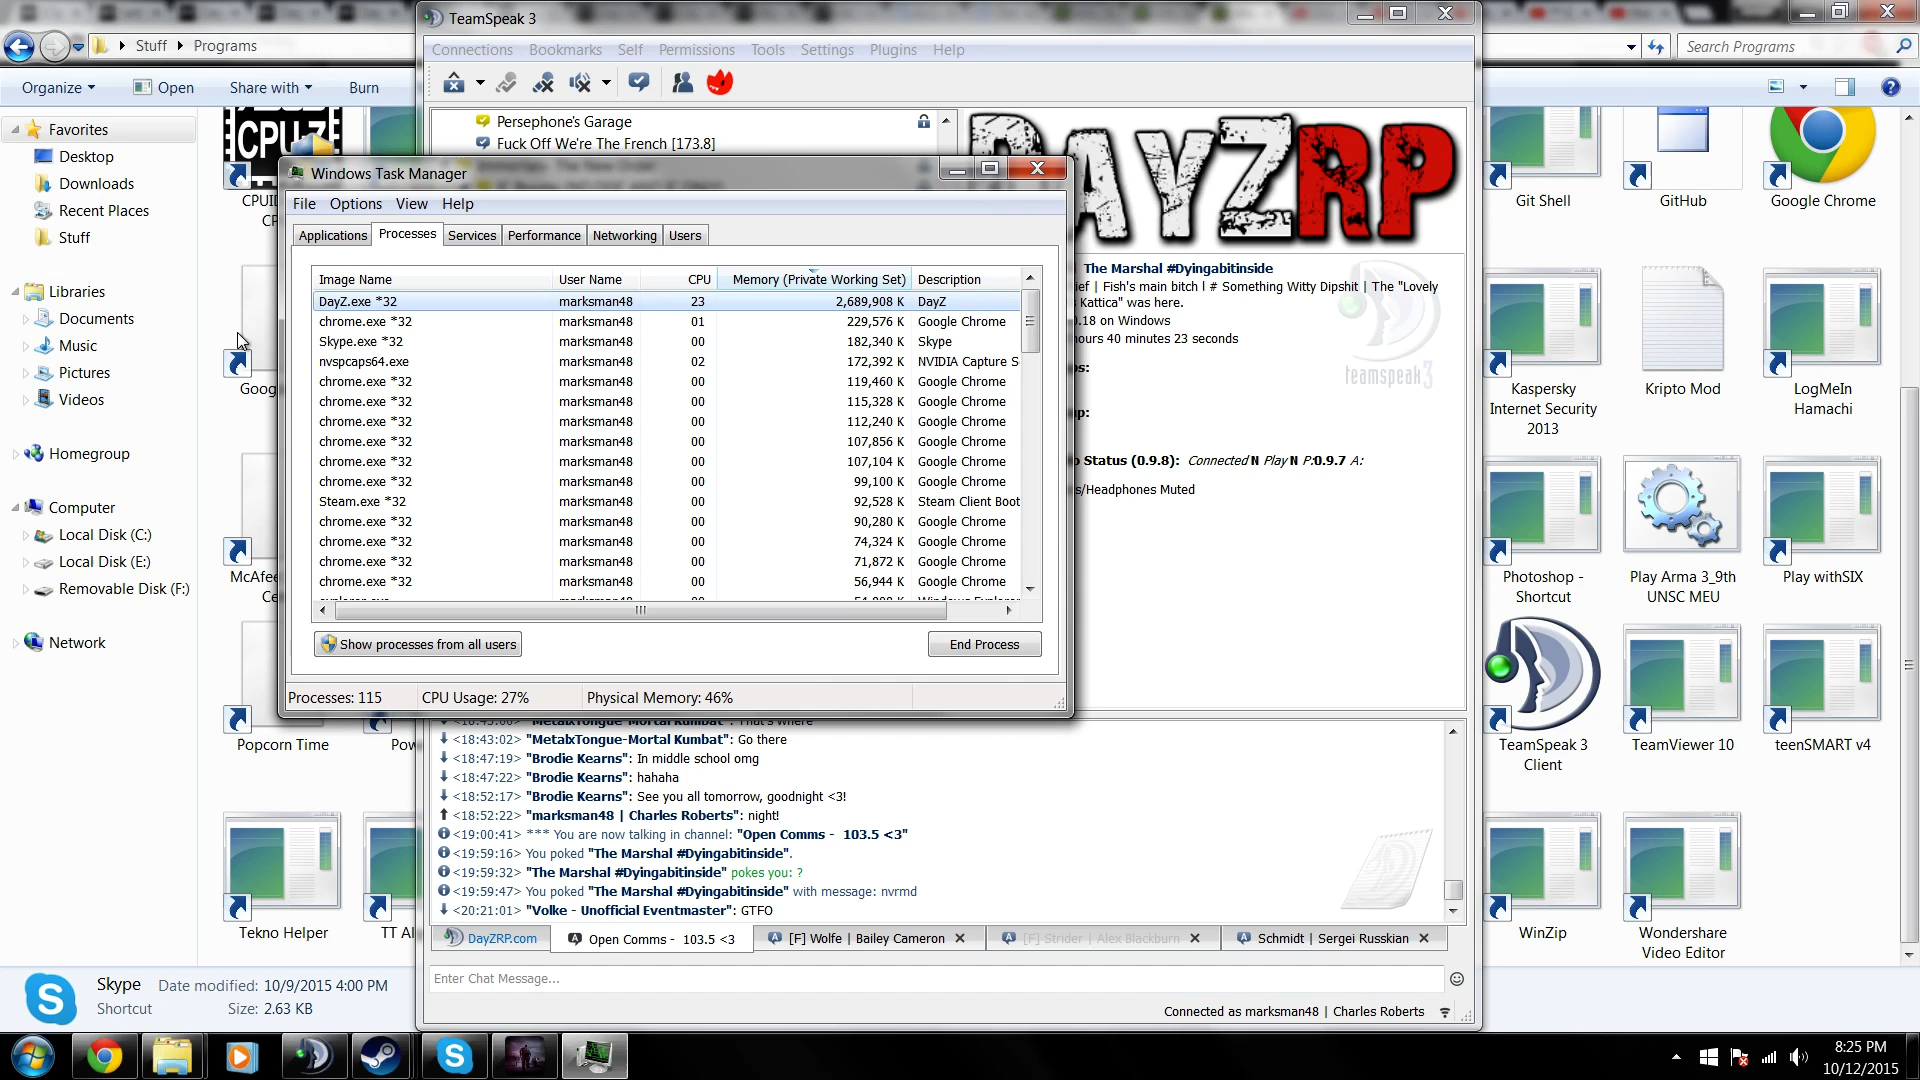 Stuff
Programs
Search Programs
Organize
Open
Share with
Burn
Favorites
Desktop
Downloads
Recent Places
Stuff
Libraries
Documents
Music
Pictures
Videos
Homegroup
Computer
Local Disk (C:)
Local Disk (E:)
Removable Disk (F:)
Network
CPU-Z
CPUID
Goog
McAfee
Popcorn Time
Tekno Helper
TeamSpeak 3
Connections Bookmarks Self Permissions Tools Settings Plugins Help
Persephone's Garage
Fuck Off We're The French [173.8]
DAYZRP
The Marshal #Dyingabitinside
ief | Fish's main bitch l # Something Witty Dipshit | The "Lovely
s Kattica" was here.
0.18 on Windows
ours 40 minutes 23 seconds
teamspeak3
o Status (0.9.8): Connected N Play N P:0.9.7 A:
s/Headphones Muted
Windows Task Manager
File Options View Help
Applications Processes Services Performance Networking Users
Image Name User Name CPU Memory (Private Working Set) Description
DayZ.exe *32 marksman48 23 2,689,908 K DayZ
chrome.exe *32 marksman48 01 229,576 K Google Chrome
Skype.exe *32 marksman48 00 182,340 K Skype
nvspcaps64.exe marksman48 02 172,392 K NVIDIA Capture S
chrome.exe *32 marksman48 00 119,460 K Google Chrome
chrome.exe *32 marksman48 00 115,328 K Google Chrome
chrome.exe *32 marksman48 00 112,240 K Google Chrome
chrome.exe *32 marksman48 00 107,856 K Google Chrome
chrome.exe *32 marksman48 00 107,104 K Google Chrome
chrome.exe *32 marksman48 00 99,100 K Google Chrome
Steam.exe *32 marksman48 00 92,528 K Steam Client Boot
chrome.exe *32 marksman48 00 90,280 K Google Chrome
chrome.exe *32 marksman48 00 74,324 K Google Chrome
chrome.exe *32 marksman48 00 71,872 K Google Chrome
chrome.exe *32 marksman48 00 56,944 K Google Chrome
Show processes from all users
End Process
Processes: 115 CPU Usage: 27% Physical Memory: 46%
"MetalxTongue-Mortal Kumbat": That's where
<18:43:02> "MetalxTongue-Mortal Kumbat": Go there
<18:47:19> "Brodie Kearns": In middle school omg
<18:47:22> "Brodie Kearns": hahaha
<18:52:17> "Brodie Kearns": See you all tomorrow, goodnight <3!
<18:52:22> "marksman48 | Charles Roberts": night!
<19:00:41> *** You are now talking in channel: "Open Comms - 103.5 <3"
<19:59:16> You poked "The Marshal #Dyingabitinside".
<19:59:32> "The Marshal #Dyingabitinside" pokes you: ?
<19:59:47> You poked "The Marshal #Dyingabitinside" with message: nvrmd
<20:21:01> "Volke - Unofficial Eventmaster": GTFO
DayZRP.com
Open Comms - 103.5 <3
[F] Wolfe | Bailey Cameron
[F] Strider | Alex Blackburn
Schmidt | Sergei Russkian
Enter Chat Message...
Connected as marksman48 | Charles Roberts
Git Shell
GitHub
Google Chrome
Kaspersky
Internet Security
2013
Kripto Mod
LogMeIn
Hamachi
Photoshop -
Shortcut
Play Arma 3_9th
UNSC MEU
Play withSIX
TeamSpeak 3
Client
TeamViewer 10
teenSMART v4
WinZip
Wondershare
Video Editor
Skype Date modified: 10/9/2015 4:00 PM
Shortcut Size: 2.63 KB
8:25 PM
10/12/2015